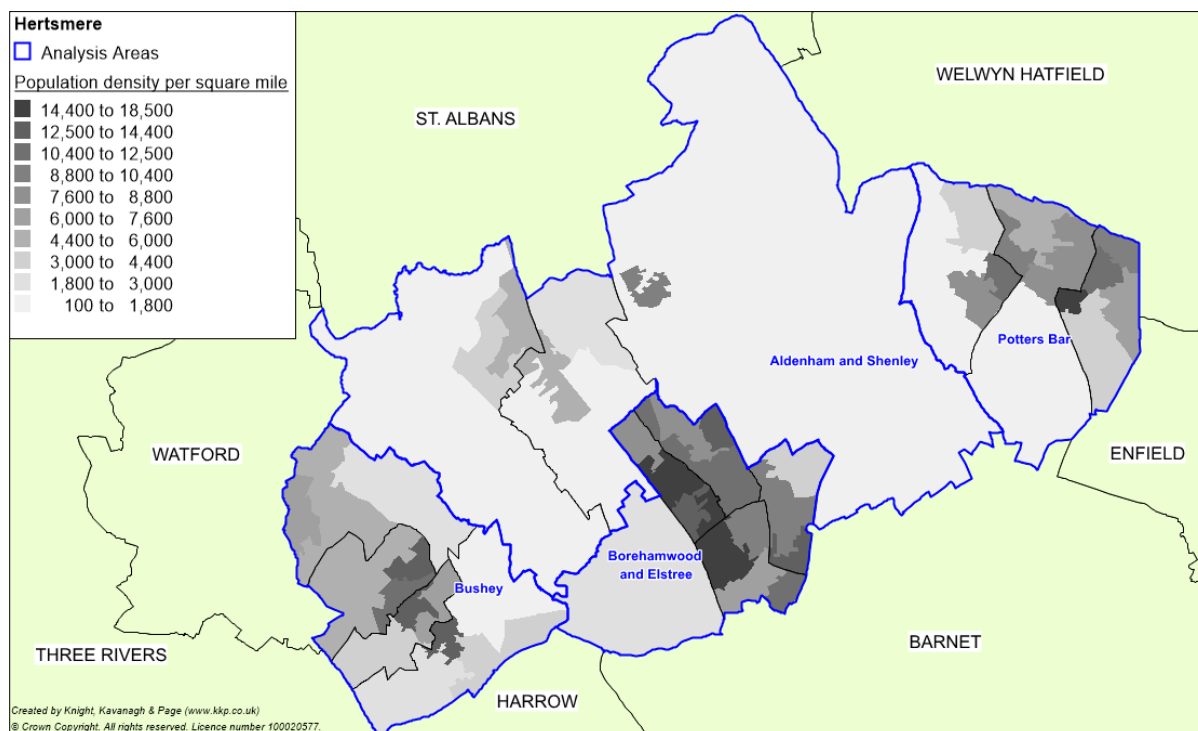 Hertsmere
Analysis Areas
Population density per square mile
14,400 to 18,500
12,500 to 14,400
10,400 to 12,500
8,800 to 10,400
7,600 to 8,800
6,000 to 7,600
4,400 to 6,000
3,000 to 4,400
1,800 to 3,000
100 to 1,800
WELWYN HATFIELD
ST. ALBANS
Potters Bar
Aldenham and Shenley
WATFORD
ENFIELD
Borehamwood
and Elstree
Bushey
BARNET
THREE RIVERS
HARROW
Created by Knight, Kavanagh & Page (www.kkp.co.uk)
© Crown Copyright. All rights reserved. Licence number 100020577.